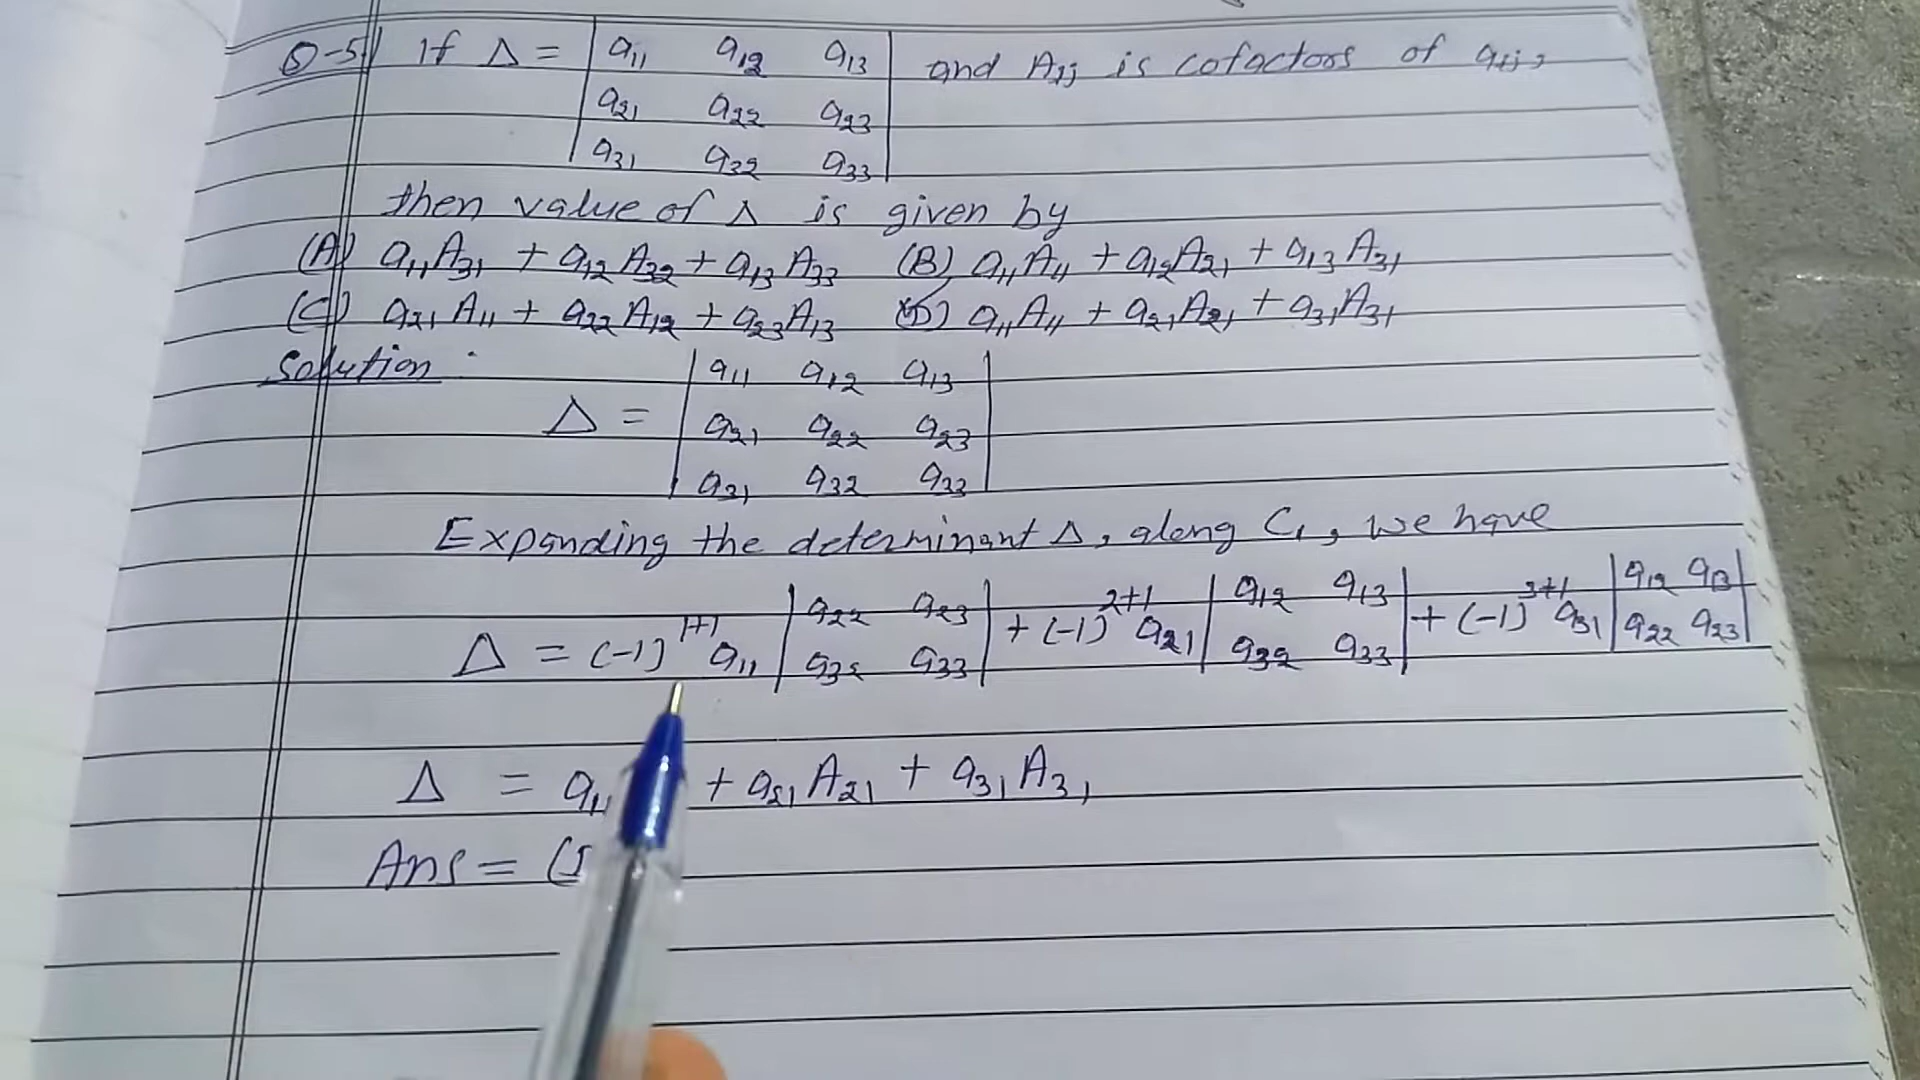 Q-5) If Δ = | a11 a12 a13 | and Aij is cofactors of aij,
| a21 a22 a23 |
| a31 a32 a33 |
then value of Δ is given by
(A) a11A31 + a12A32 + a13A33 (B) a11A11 + a12A21 + a13A31
(C) a21A11 + a22A12 + a23A13 (D) a11A11 + a21A21 + a31A31
Solution :
| a11 a12 a13 |
Δ = | a21 a22 a23 |
| a31 a32 a33 |
Expanding the determinant Δ, along C1, we have
Δ = (-1)^1+1 a11 | a22 a23 | + (-1)^2+1 a21 | a12 a13 | + (-1)^3+1 a31 | a12 a13 |
| a32 a33 | | a32 a33 | | a22 a23 |
Δ = a11 + a21A21 + a31A31
Ans = (